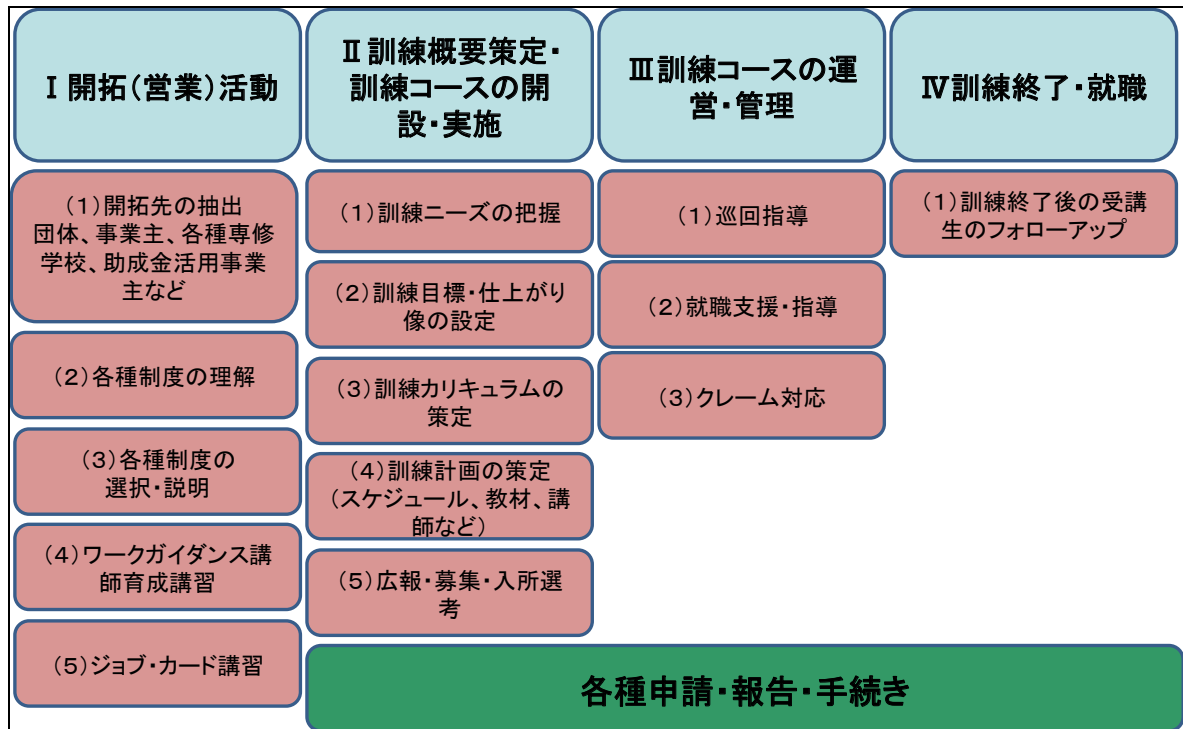 Ⅰ開拓(営業)活動
(1)開拓先の抽出
団体、事業主、各種専修
学校、助成金活用事業
主など
(2)各種制度の理解
(3)各種制度の
選択・説明
(4)ワークガイダンス講
師育成講習
(5)ジョブ・カード講習
Ⅱ訓練概要策定・
訓練コースの開
設・実施
(1)訓練ニーズの把握
(2)訓練目標・仕上がり
像の設定
(3)訓練カリキュラムの
策定
(4)訓練計画の策定
(スケジュール、教材、講
師など)
(5)広報・募集・入所選
考
Ⅲ訓練コースの運
営・管理
(1)巡回指導
(2)就職支援・指導
(3)クレーム対応
Ⅳ訓練終了・就職
(1)訓練終了後の受講
生のフォローアップ
各種申請・報告・手続き